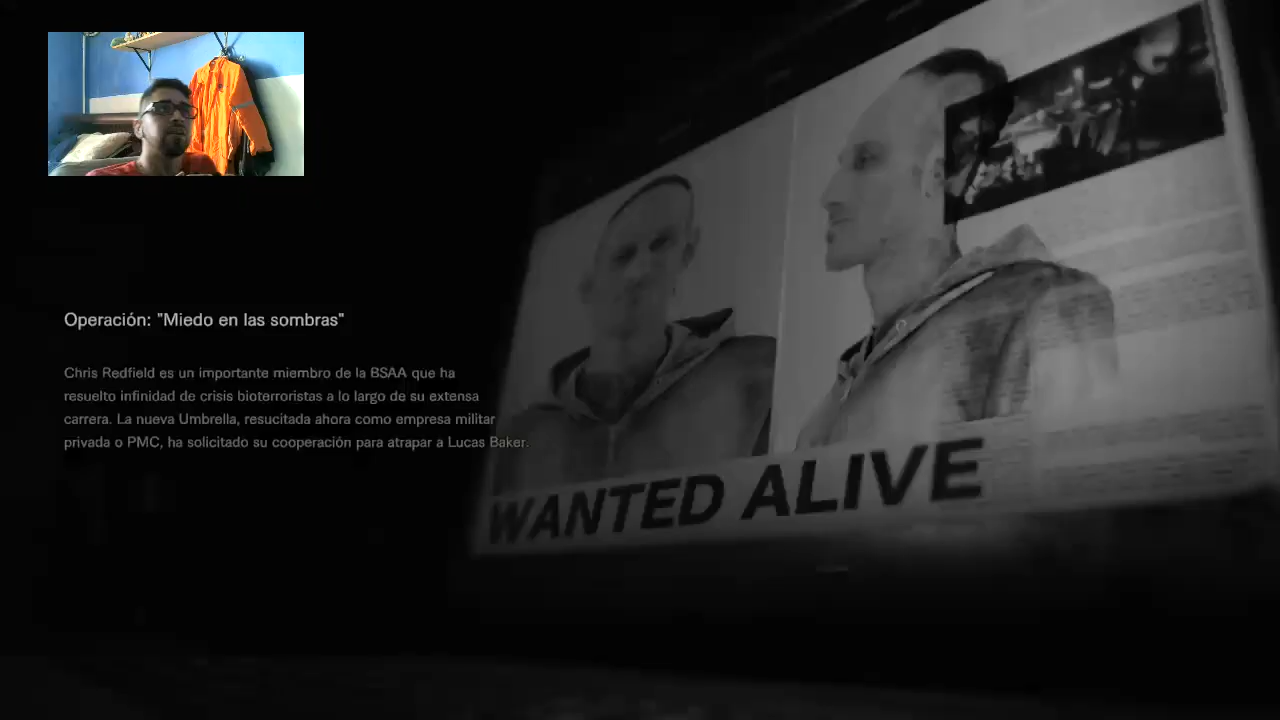 Operación: "Miedo en las sombras"
Chris Redfield es un importante miembro de la BSAA que ha
resuelto infinidad de crisis bioterroristas a lo largo de su extensa
carrera. La nueva Umbrella, resucitada ahora como empresa militar
privada o PMC, ha solicitado su cooperación para atrapar a Lucas Baker.
WANTED ALIVE